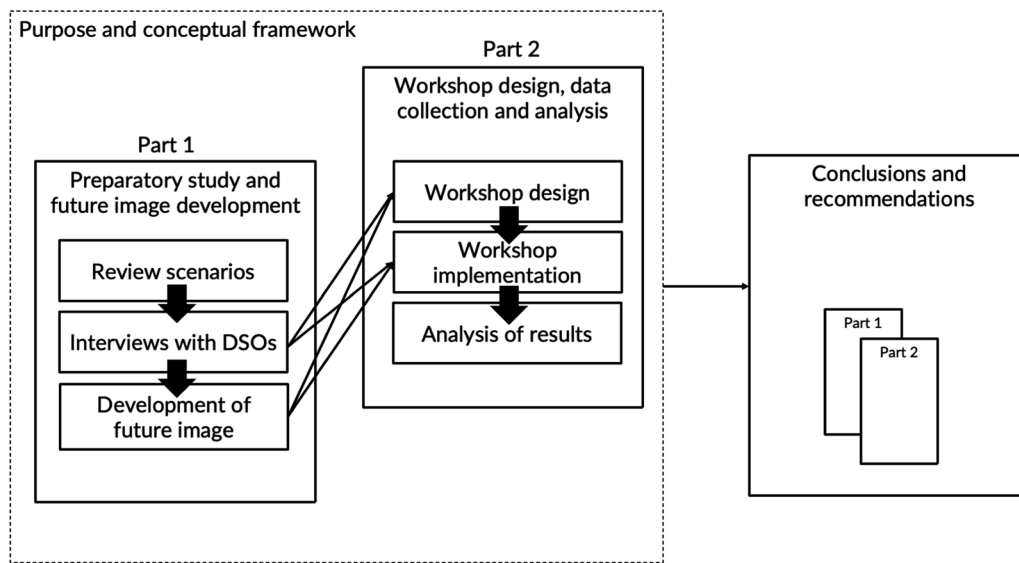 Purpose and conceptual framework
Part 1
Preparatory study and
future image development
Review scenarios
Interviews with DSOs
Development of
future image
Part 2
Workshop design, data
collection and analysis
Workshop design
Workshop
implementation
Analysis of results
Conclusions and
recommendations
Part 1
Part 2